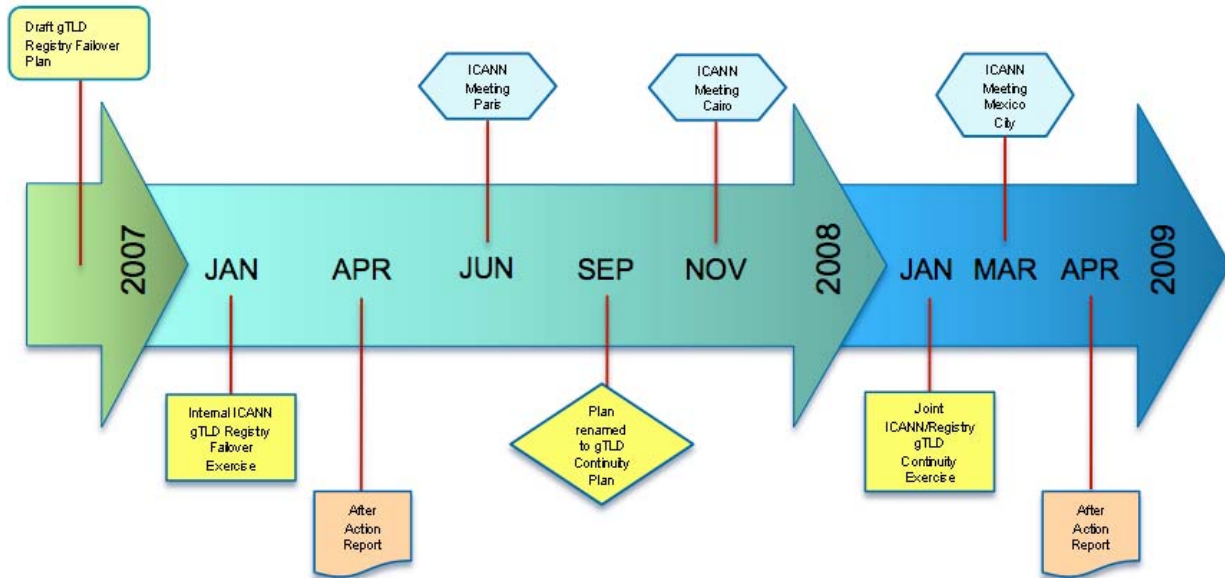 Draft gTLD
Registry Failover
Plan
ICANN
Meeting
Paris
ICANN
Meeting
Cairo
ICANN
Meeting
Mexico
City
2007
JAN
APR
JUN
SEP
NOV
2008
JAN
MAR
APR
2009
Internal ICANN
gTLD Registry
Failover
Exercise
After
Action
Report
Plan
renamed
to gTLD
Continuity
Plan
Joint
ICANN/Registry
gTLD
Continuity
Exercise
After
Action
Report